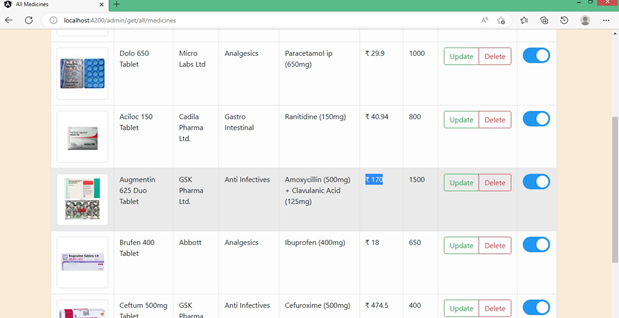 All Medicines
localhost:4200/admin/get/all/medicines
Dolo 650 Micro Analgesics Paracetamol ip ₹ 29.9 1000 Update Delete
Tablet Labs Ltd (650mg)
Aciloc 150 Cadila Gastro Ranitidine (150mg) ₹ 40.94 800 Update Delete
Tablet Pharma Intestinal
Ltd.
Augmentin GSK Anti Infectives Amoxycillin (500mg) ₹ 170 1500 Update Delete
625 Duo Pharma + Clavulanic Acid
Tablet Ltd. (125mg)
Brufen 400 Abbott Analgesics Ibuprofen (400mg) ₹ 18 650 Update Delete
Tablet
Ceftum 500mg GSK Anti Infectives Cefuroxime (500mg) ₹ 474.5 400 Update Delete
Tablet Pharma